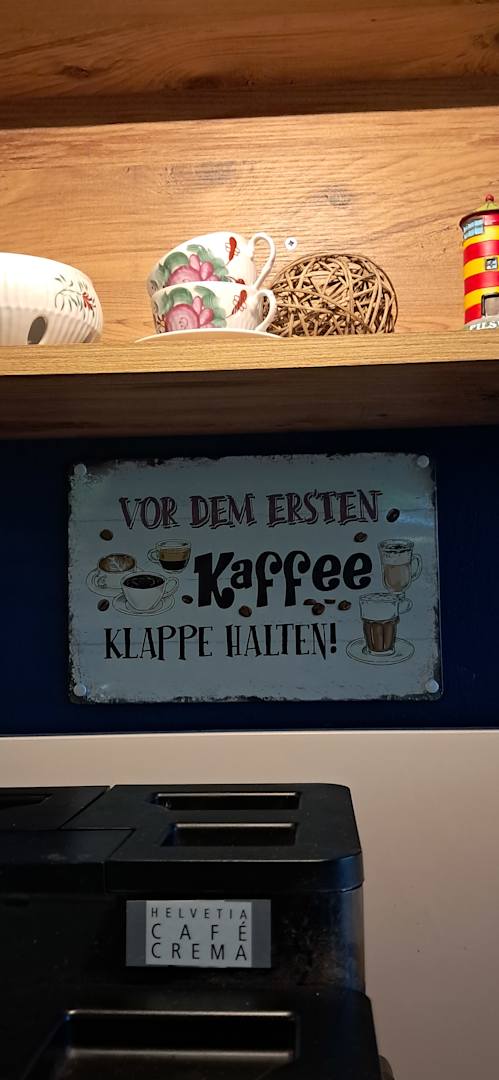 VOR DEM ERSTEN
Kaffee
KLAPPE HALTEN!
HELVETIA
CAFÉ
CREMA